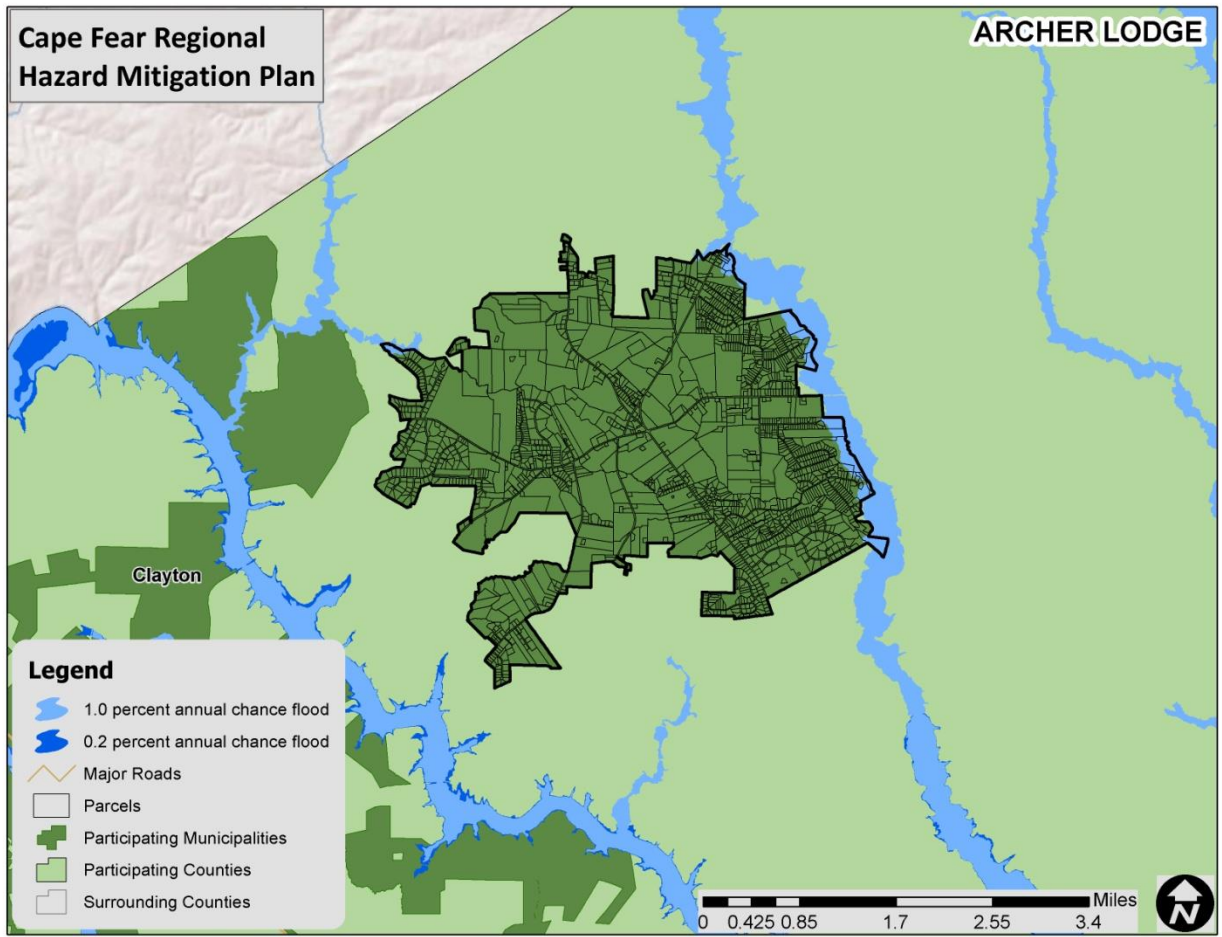 Cape Fear Regional
Hazard Mitigation Plan
ARCHER LODGE
Clayton
Legend
1.0 percent annual chance flood
0.2 percent annual chance flood
Major Roads
Parcels
Participating Municipalities
Participating Counties
Surrounding Counties
Miles
0 0.425 0.85 1.7 2.55 3.4
N